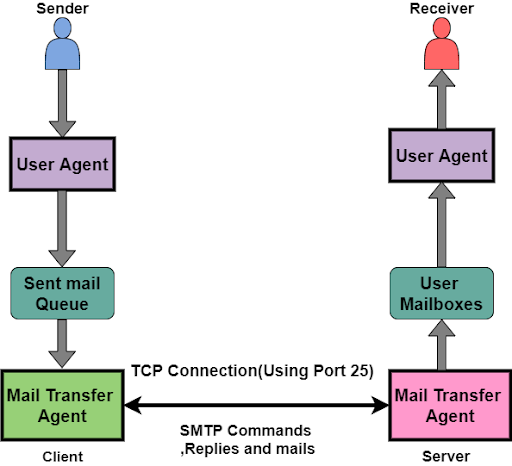 Sender
Receiver
User Agent
User Agent
Sent mail
Queue
User
Mailboxes
TCP Connection(Using Port 25)
Mail Transfer
Agent
Mail Transfer
Agent
SMTP Commands
,Replies and mails
Client
Server